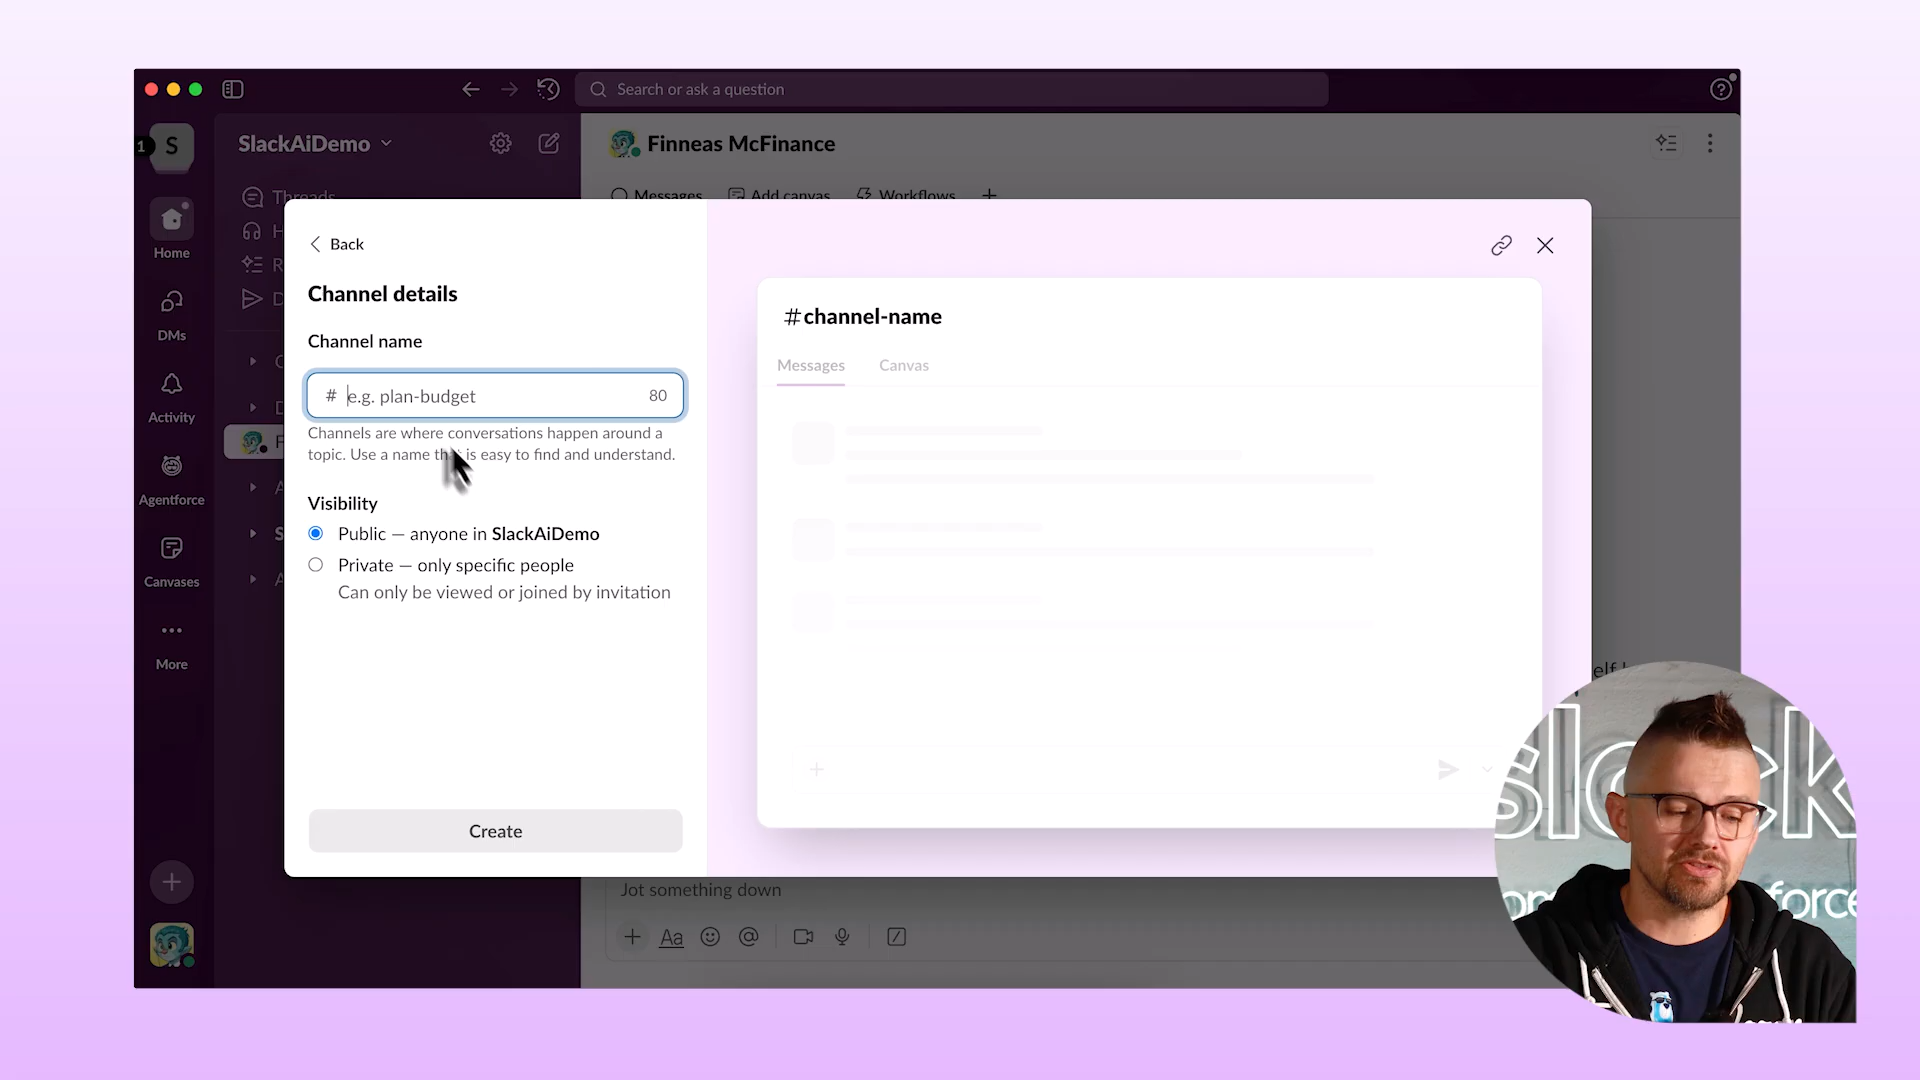 Search or ask a question
1
S
SlackAiDemo
Finneas McFinance
Threads
Messages
Add canvas
Workflows
Home
DMs
Activity
Agentforce
Canvases
More
Back
Channel details
Channel name
# e.g. plan-budget 80
Channels are where conversations happen around a
topic. Use a name that is easy to find and understand.
Visibility
Public — anyone in SlackAiDemo
Private — only specific people
Can only be viewed or joined by invitation
Create
#channel-name
Messages
Canvas
Jot something down
Aa
slack